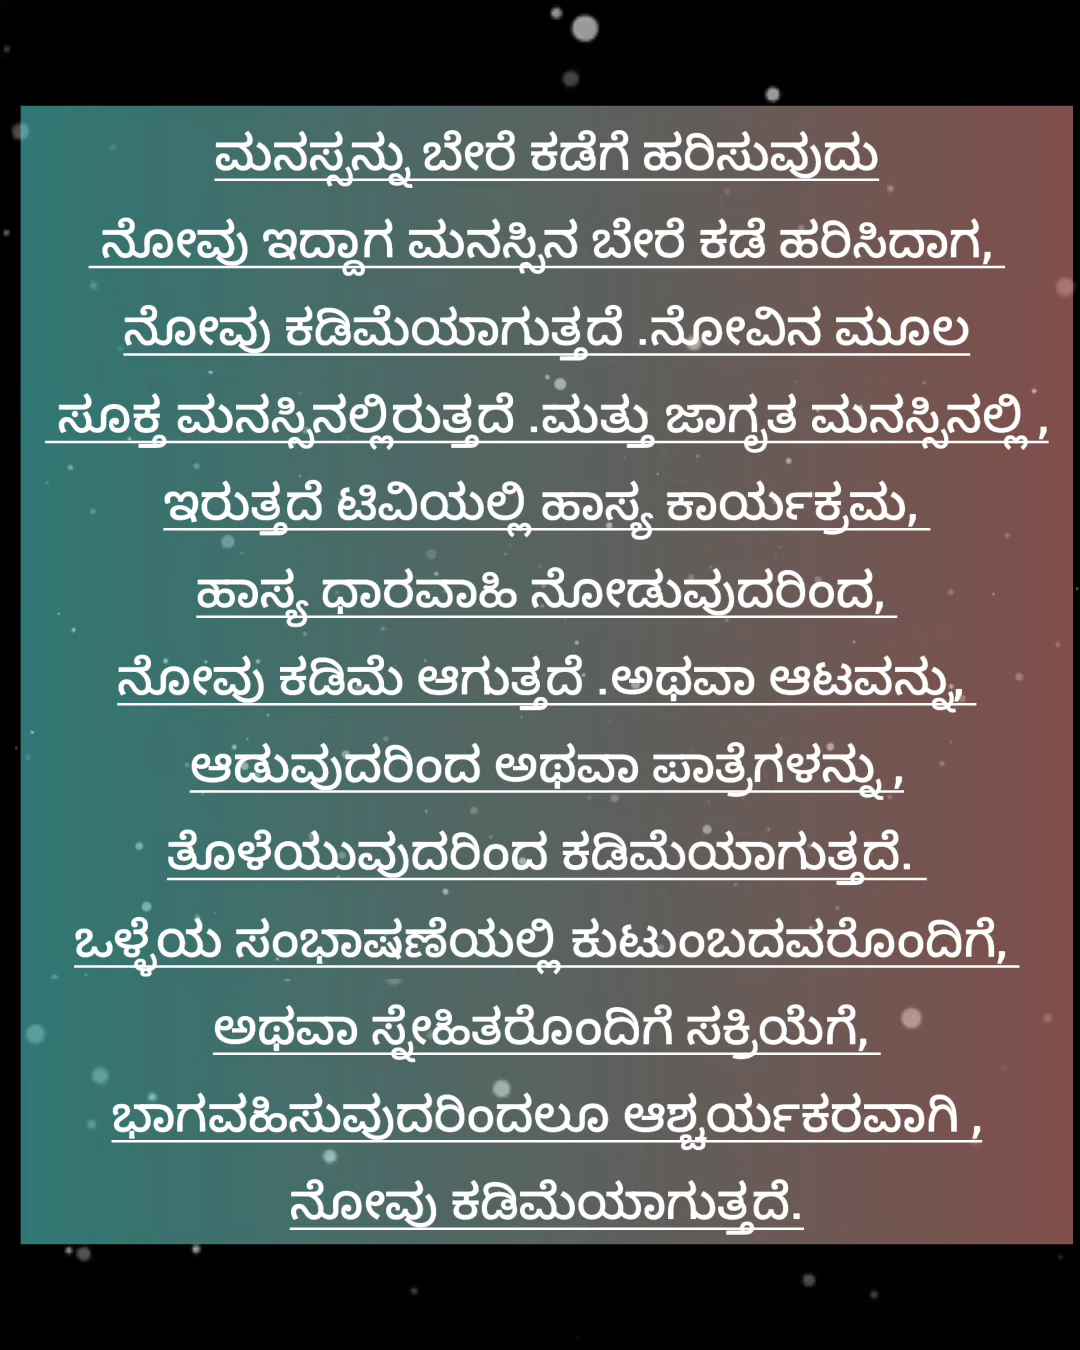 ಮನಸ್ಸನ್ನು ಬೇರೆ ಕಡೆಗೆ ಹರಿಸುವುದು
ನೋವು ಇದ್ದಾಗ ಮನಸ್ಸಿನ ಬೇರೆ ಕಡೆ ಹರಿಸಿದಾಗ,
ನೋವು ಕಡಿಮೆಯಾಗುತ್ತದೆ .ನೋವಿನ ಮೂಲ
ಸೂಕ್ತ ಮನಸ್ಸಿನಲ್ಲಿರುತ್ತದೆ .ಮತ್ತು ಜಾಗೃತ ಮನಸ್ಸಿನಲ್ಲಿ ,
ಇರುತ್ತದೆ ಟಿವಿಯಲ್ಲಿ ಹಾಸ್ಯ ಕಾರ್ಯಕ್ರಮ,
ಹಾಸ್ಯ ಧಾರವಾಹಿ ನೋಡುವುದರಿಂದ,
ನೋವು ಕಡಿಮೆ ಆಗುತ್ತದೆ .ಅಥವಾ ಆಟವನ್ನು,
ಆಡುವುದರಿಂದ ಅಥವಾ ಪಾತ್ರೆಗಳನ್ನು ,
ತೊಳೆಯುವುದರಿಂದ ಕಡಿಮೆಯಾಗುತ್ತದೆ.
ಒಳ್ಳೆಯ ಸಂಭಾಷಣೆಯಲ್ಲಿ ಕುಟುಂಬದವರೊಂದಿಗೆ,
ಅಥವಾ ಸ್ನೇಹಿತರೊಂದಿಗೆ ಸಕ್ರಿಯೆಗೆ,
ಭಾಗವಹಿಸುವುದರಿಂದಲೂ ಆಶ್ಚರ್ಯಕರವಾಗಿ ,
ನೋವು ಕಡಿಮೆಯಾಗುತ್ತದೆ.